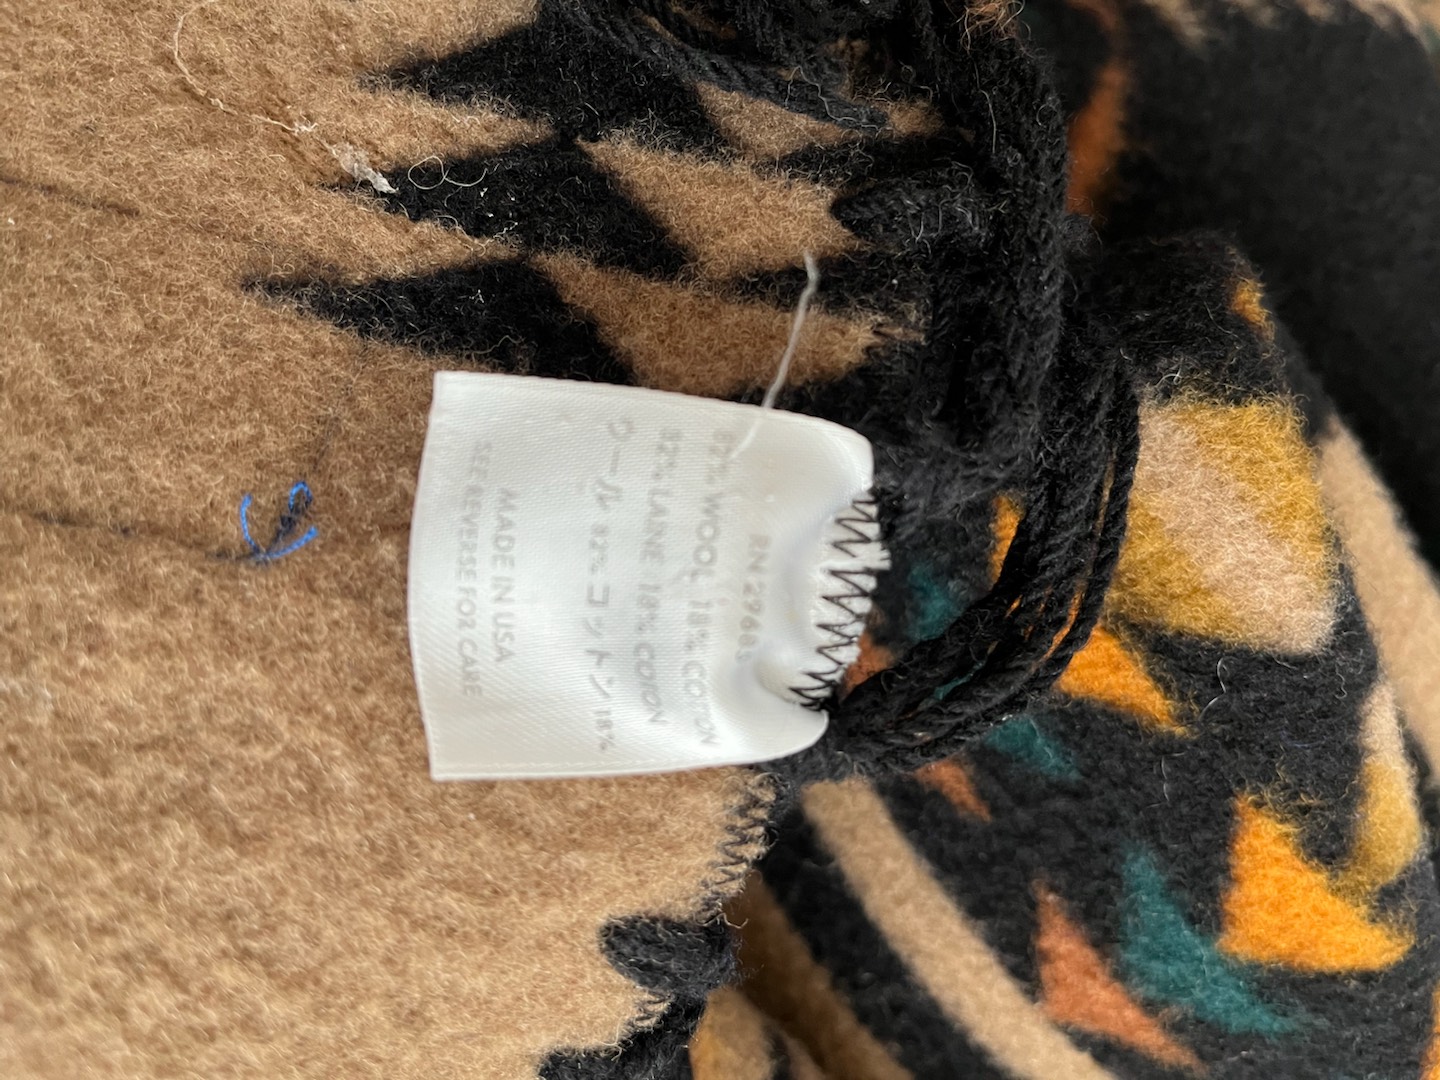 RN 29685
82% WOOL 18% COTTON
82% LAINE 18% COTON
ウール 82% コットン 18%
MADE IN USA
SEE REVERSE FOR CARE